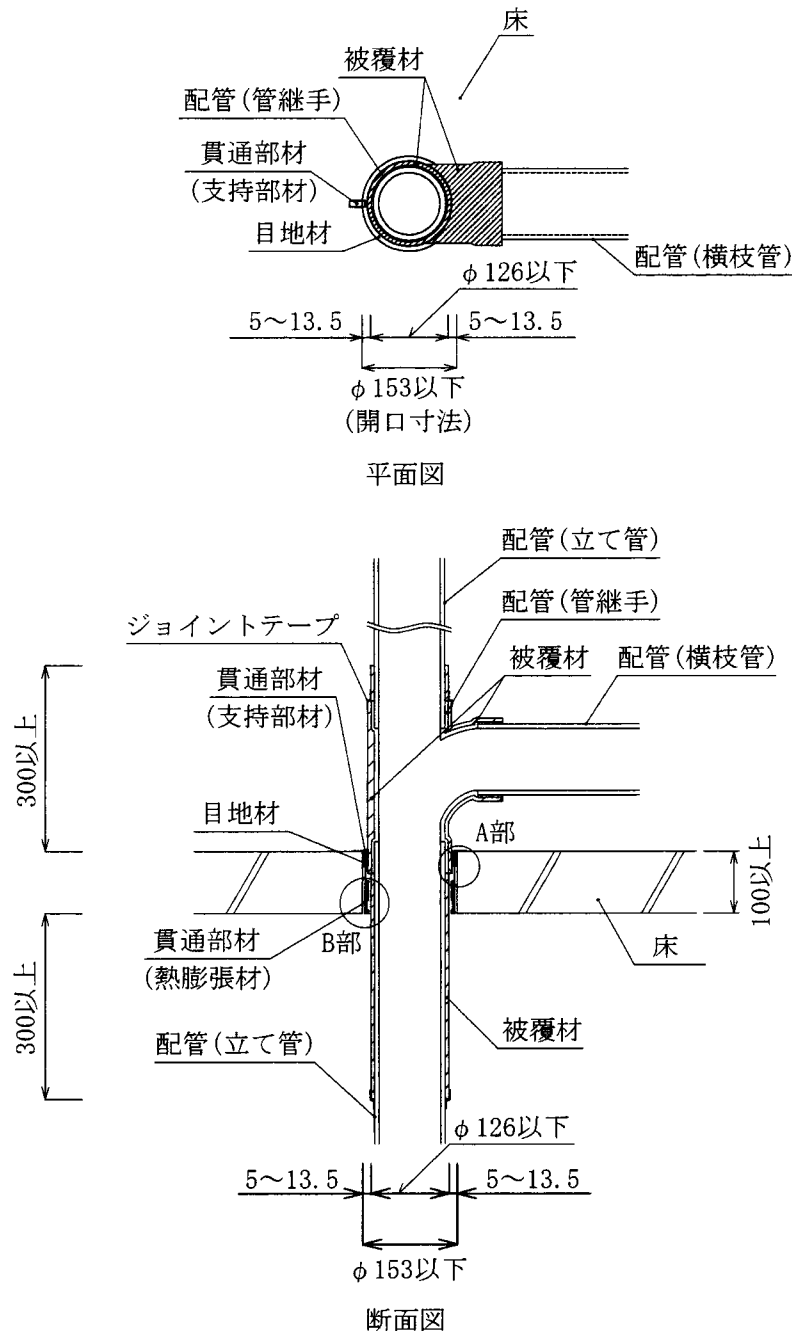 床
被覆材
配管(管継手)
貫通部材
(支持部材)
目地材
配管(横枝管)
φ126以下
5～13.5
5～13.5
φ153以下
(開口寸法)
平面図
配管(立て管)
配管(管継手)
ジョイントテープ
被覆材
配管(横枝管)
貫通部材
(支持部材)
300以上
目地材
A部
100以上
貫通部材
(熱膨張材)
B部
床
300以上
配管(立て管)
被覆材
φ126以下
5～13.5
5～13.5
φ153以下
断面図